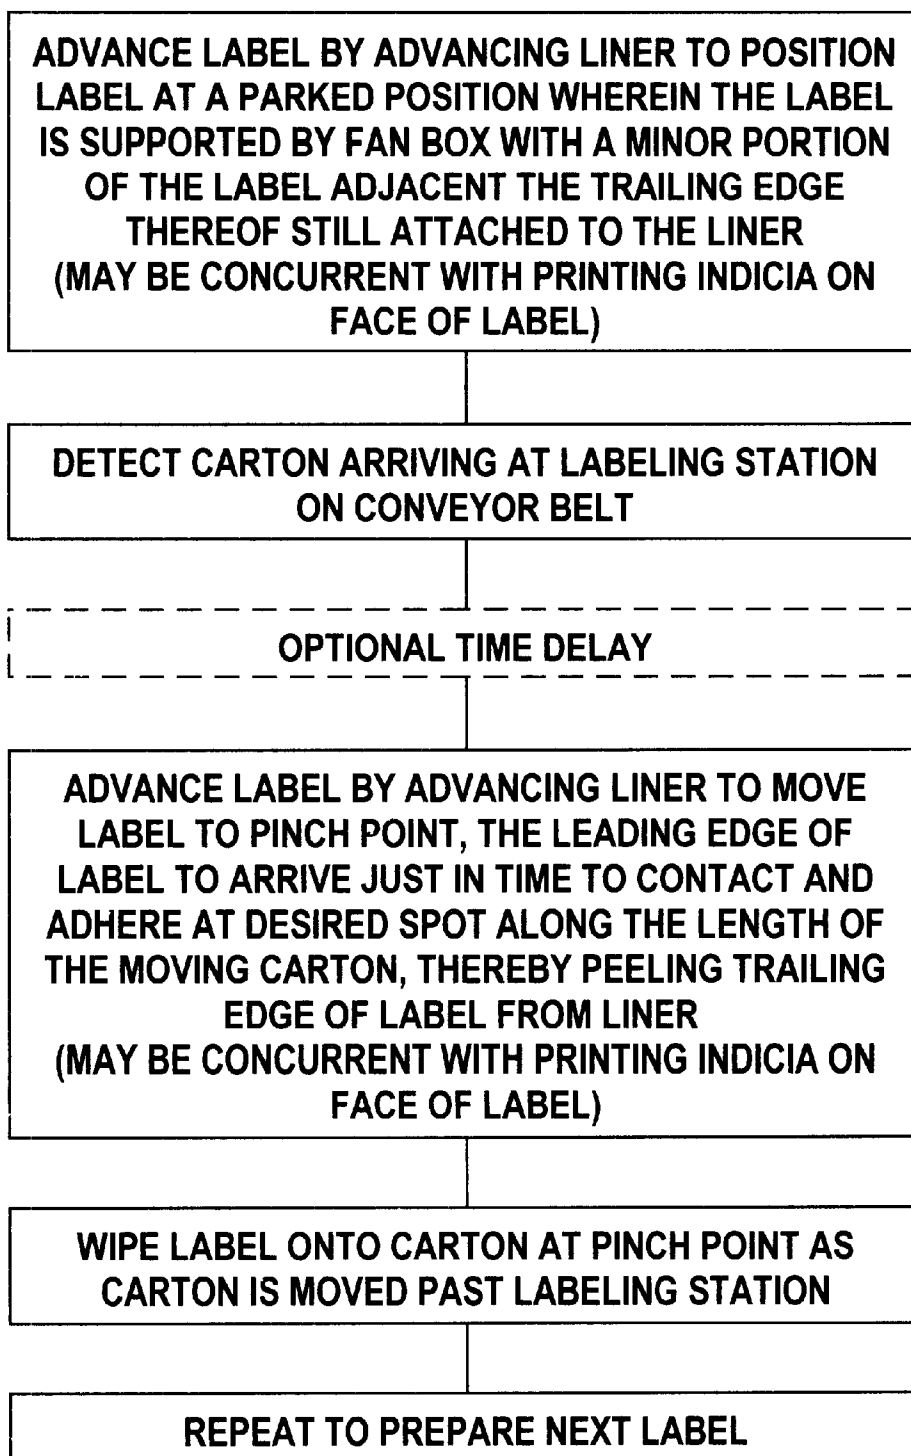 ADVANCE LABEL BY ADVANCING LINER TO POSITION
LABEL AT A PARKED POSITION WHEREIN THE LABEL
IS SUPPORTED BY FAN BOX WITH A MINOR PORTION
OF THE LABEL ADJACENT THE TRAILING EDGE
THEREOF STILL ATTACHED TO THE LINER
(MAY BE CONCURRENT WITH PRINTING INDICIA ON
FACE OF LABEL)
DETECT CARTON ARRIVING AT LABELING STATION
ON CONVEYOR BELT
OPTIONAL TIME DELAY
ADVANCE LABEL BY ADVANCING LINER TO MOVE
LABEL TO PINCH POINT, THE LEADING EDGE OF
LABEL TO ARRIVE JUST IN TIME TO CONTACT AND
ADHERE AT DESIRED SPOT ALONG THE LENGTH OF
THE MOVING CARTON, THEREBY PEELING TRAILING
EDGE OF LABEL FROM LINER
(MAY BE CONCURRENT WITH PRINTING INDICIA ON
FACE OF LABEL)
WIPE LABEL ONTO CARTON AT PINCH POINT AS
CARTON IS MOVED PAST LABELING STATION
REPEAT TO PREPARE NEXT LABEL